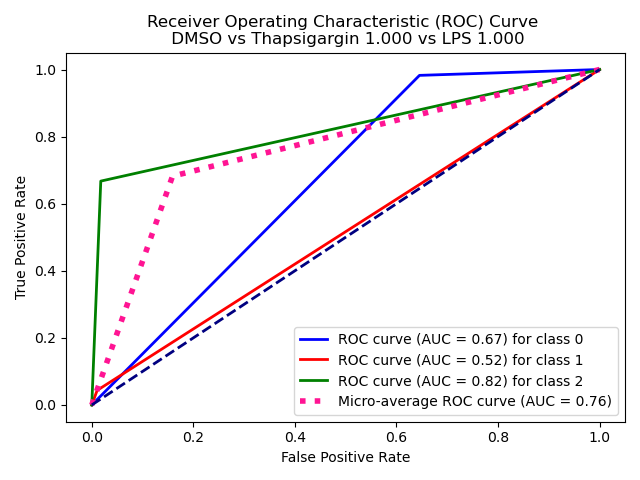 Receiver Operating Characteristic (ROC) Curve
DMSO vs Thapsigargin 1.000 vs LPS 1.000
True Positive Rate
1.0
0.8
0.6
0.4
0.2
0.0
ROC curve (AUC = 0.67) for class 0
ROC curve (AUC = 0.52) for class 1
ROC curve (AUC = 0.82) for class 2
Micro-average ROC curve (AUC = 0.76)
0.0 0.2 0.4 0.6 0.8 1.0
False Positive Rate